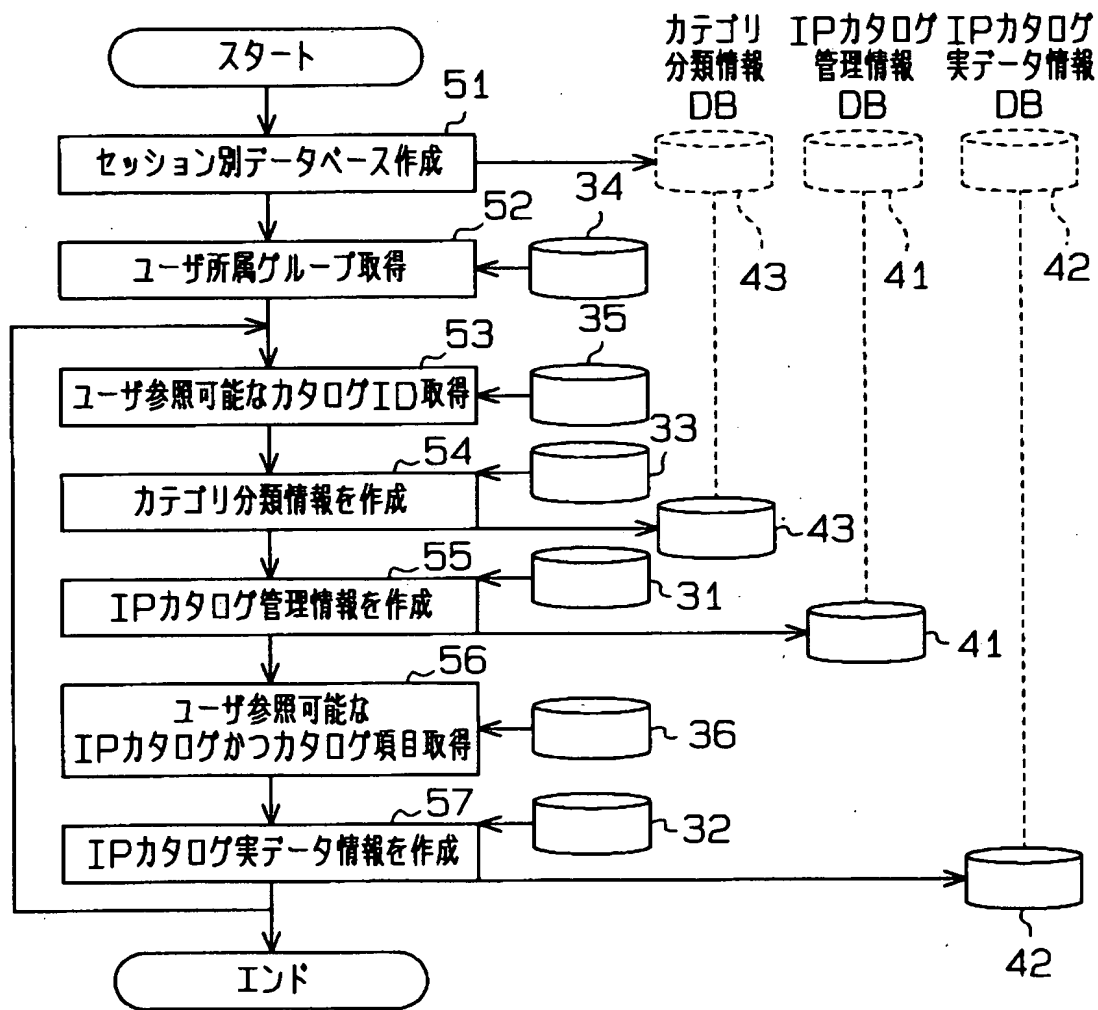 スタート
カテゴリ
分類情報
DB
IPカタログ
管理情報
DB
IPカタログ
実データ情報
DB
51
セッション別データベース作成
43
41
42
52
ユーザ所属グループ取得
34
53
ユーザ参照可能なカタログID取得
35
54
カテゴリ分類情報を作成
33
43
55
IPカタログ管理情報を作成
31
41
56
ユーザ参照可能な
IPカタログかつカタログ項目取得
36
57
IPカタログ実データ情報を作成
32
42
エンド